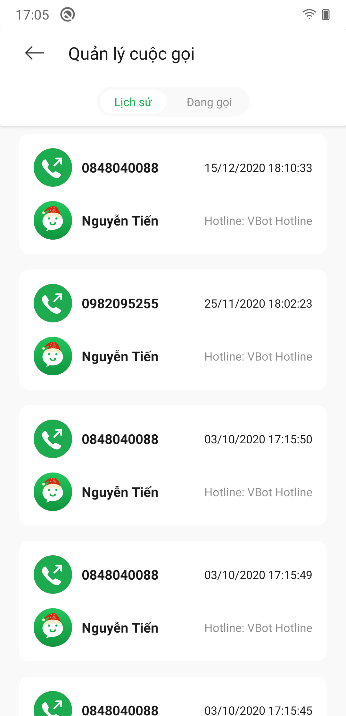 17:05
Quản lý cuộc gọi
Lịch sử Đang gọi
0848040088 15/12/2020 18:10:33
Nguyễn Tiến Hotline: VBot Hotline
0982095255 25/11/2020 18:02:23
Nguyễn Tiến Hotline: VBot Hotline
0848040088 03/10/2020 17:15:50
Nguyễn Tiến Hotline: VBot Hotline
0848040088 03/10/2020 17:15:49
Nguyễn Tiến Hotline: VBot Hotline
0848040088 03/10/2020 17:15:45